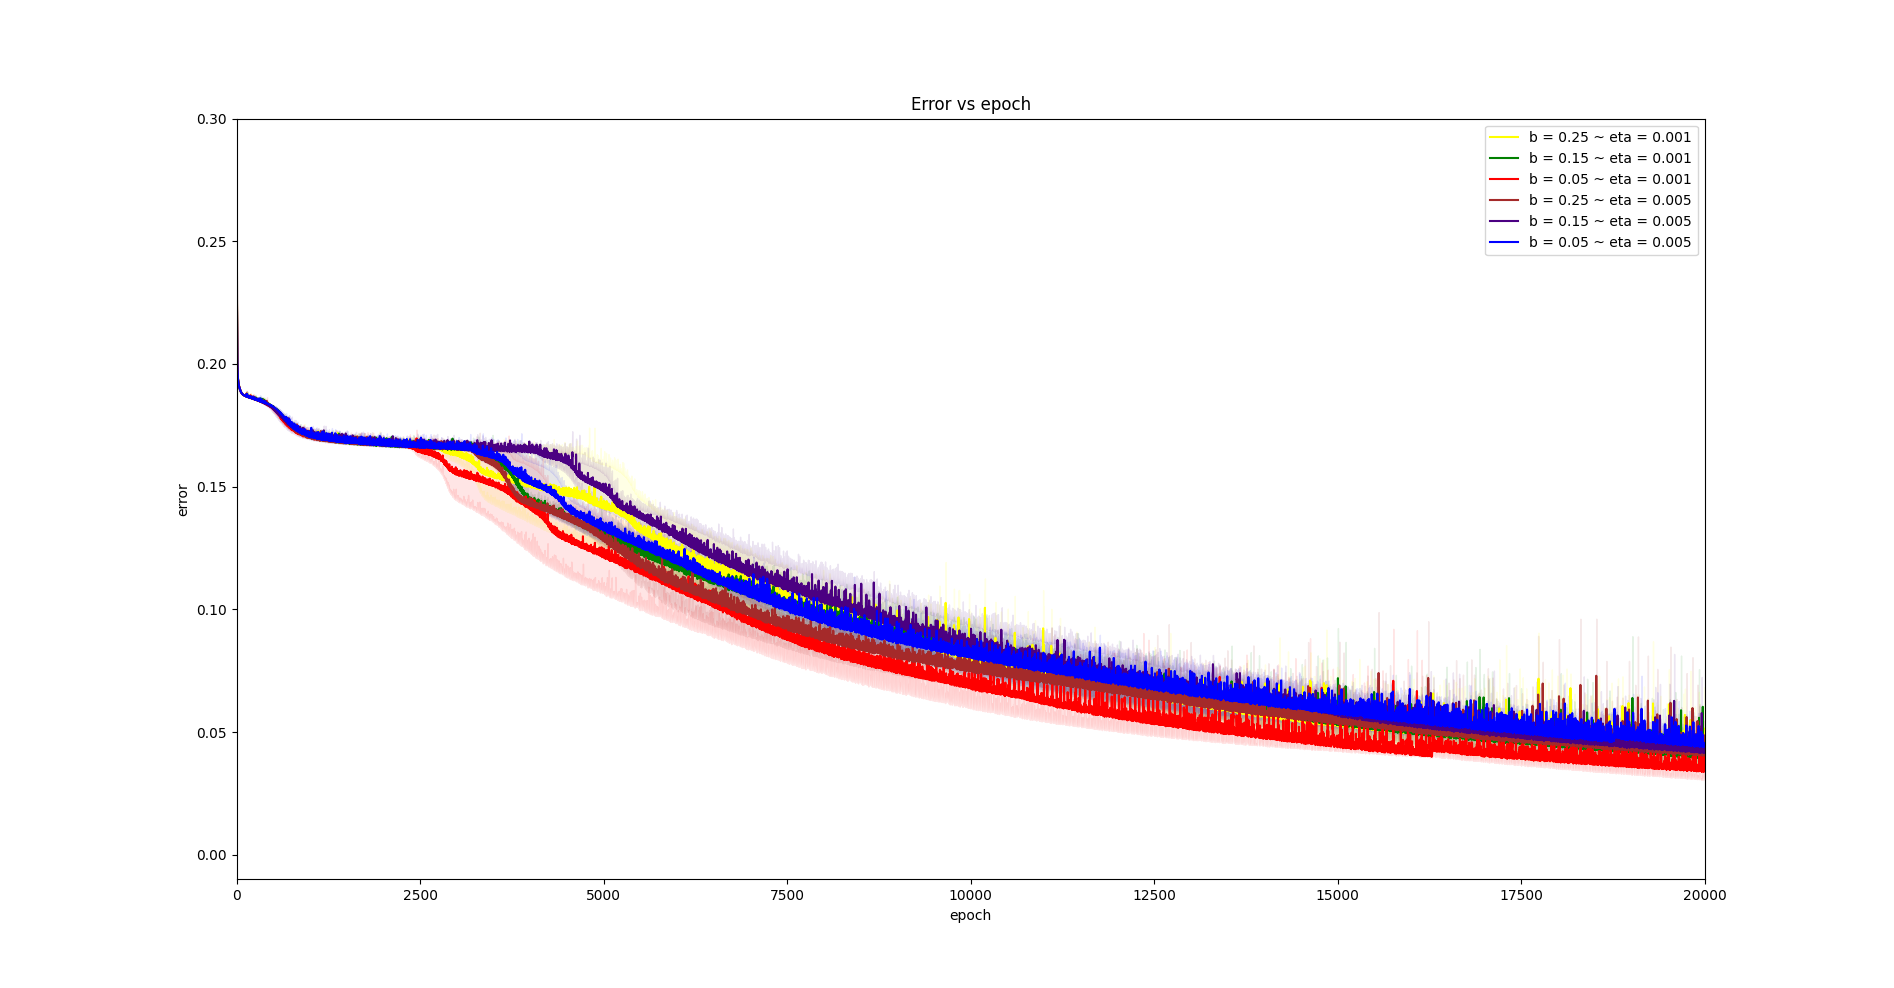 Error vs epoch
0.30
0.25
0.20
0.15
0.10
0.05
0.00
error
b = 0.25 ~ eta = 0.001
b = 0.15 ~ eta = 0.001
b = 0.05 ~ eta = 0.001
b = 0.25 ~ eta = 0.005
b = 0.15 ~ eta = 0.005
b = 0.05 ~ eta = 0.005
0 2500 5000 7500 10000 12500 15000 17500 20000
epoch